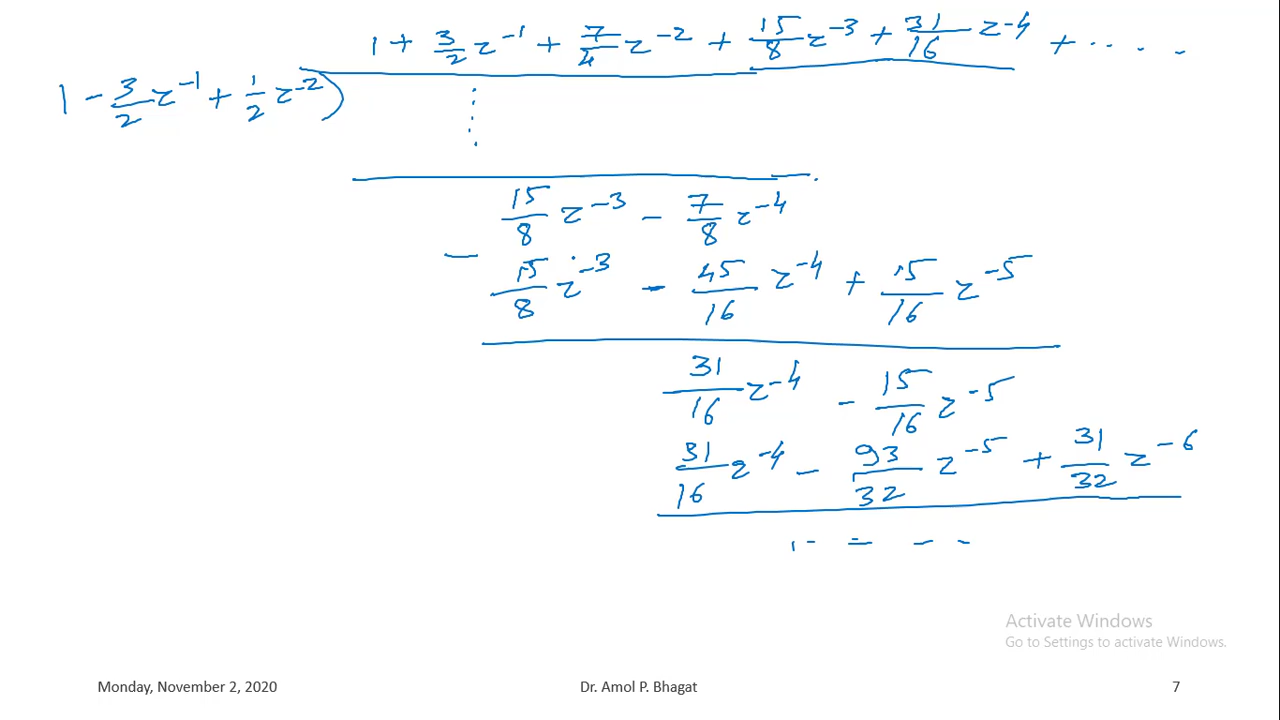 1 + 3/2 z^-1 + 7/4 z^-2 + 15/8 z^-3 + 31/16 z^-4 + ....
1 - 3/2 z^-1 + 1/2 z^-2 )
15/8 z^-3 - 7/8 z^-4
- 15/8 z^-3 - 45/16 z^-4 + 15/16 z^-5
31/16 z^-4 - 15/16 z^-5
31/16 z^-4 - 93/32 z^-5 + 31/32 z^-6
Activate Windows
Go to Settings to activate Windows.
Monday, November 2, 2020 Dr. Amol P. Bhagat 7